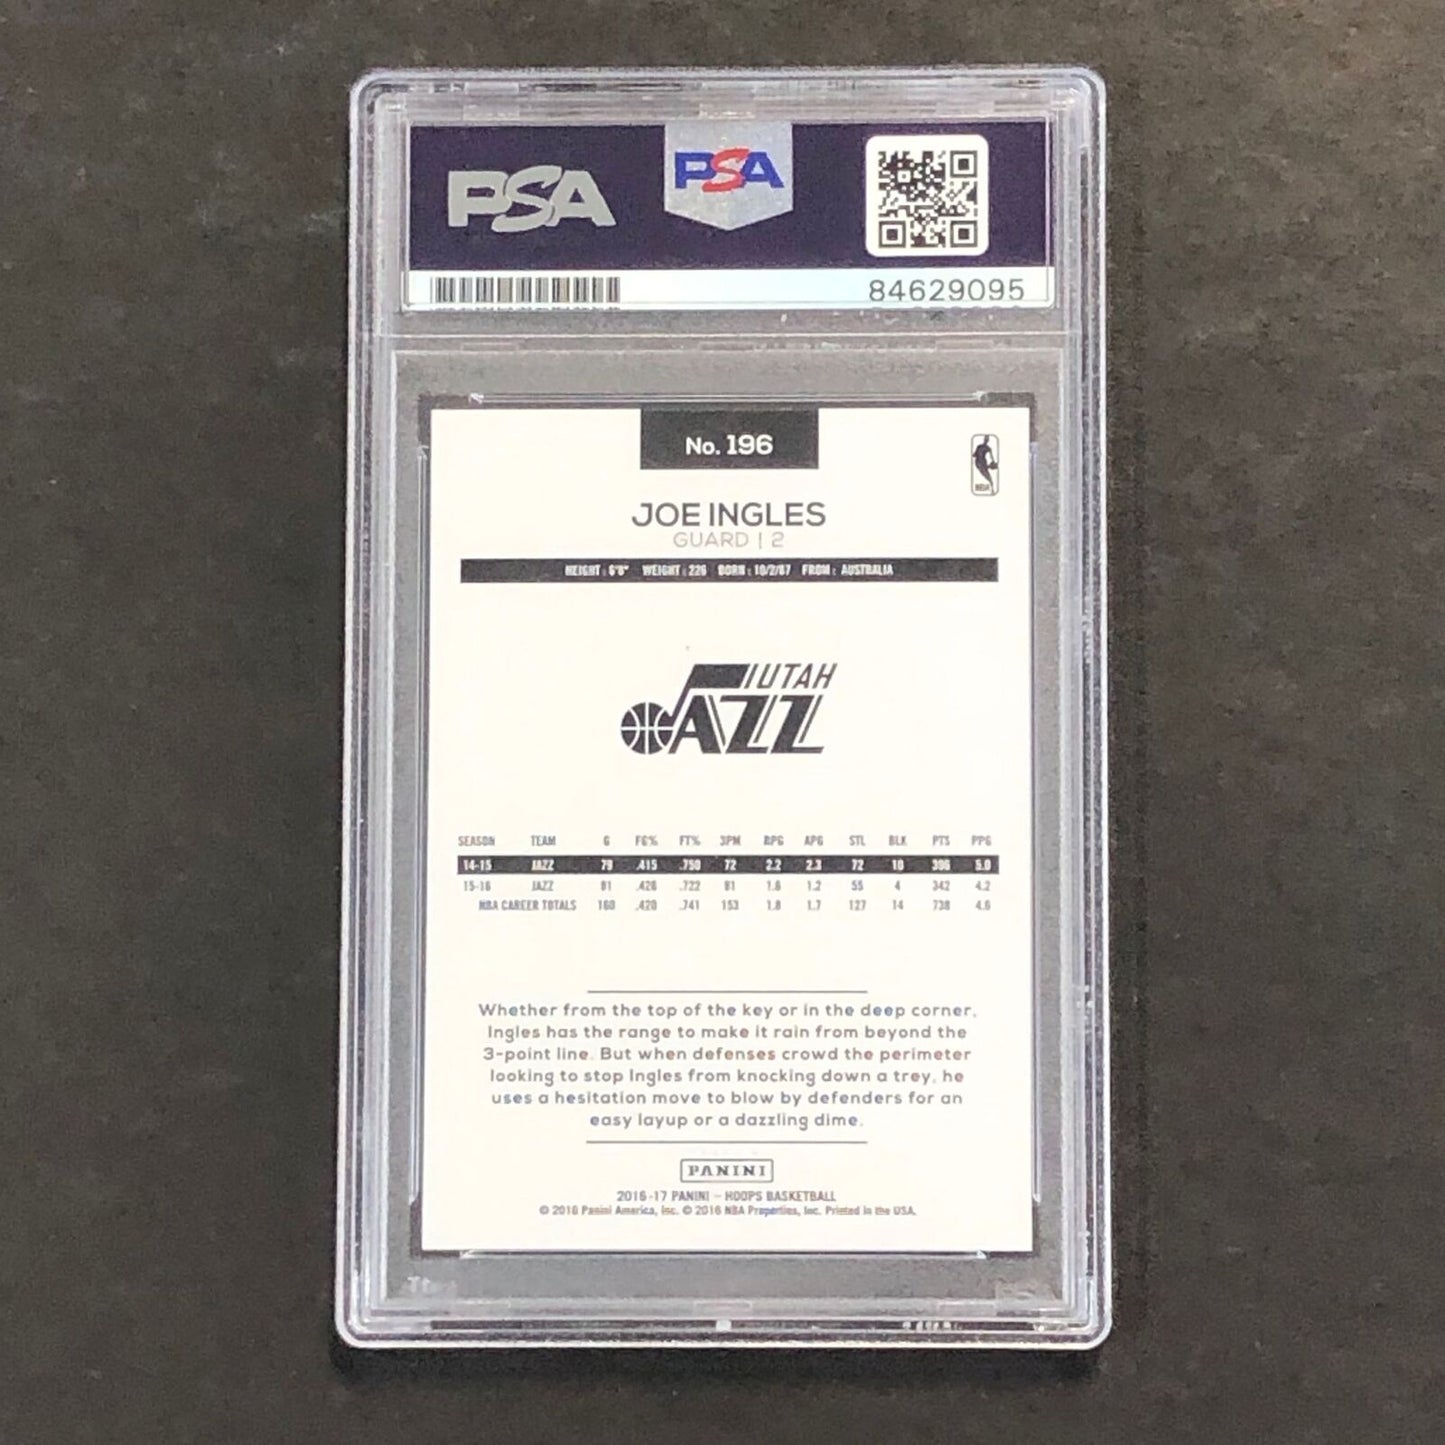 PSA
PSA
84629095
No. 196
NBA
JOE INGLES
GUARD | 2
HEIGHT : 6'8" WEIGHT : 226 BORN : 10/2/87 FROM : AUSTRALIA
UTAH
JAZZ
SEASON TEAM G FG% FT% 3PM RPG APG STL BLK PTS PPG
14-15 JAZZ 79 .415 .750 72 2.2 2.3 72 10 396 5.0
15-16 JAZZ 81 .426 .722 81 1.6 1.2 55 4 342 4.2
NBA CAREER TOTALS 160 .420 .741 153 1.8 1.7 127 14 738 4.6
Whether from the top of the key or in the deep corner,
Ingles has the range to make it rain from beyond the
3-point line. But when defenses crowd the perimeter
looking to stop Ingles from knocking down a trey, he
uses a hesitation move to blow by defenders for an
easy layup or a dazzling dime.
PANINI
2016-17 PANINI – HOOPS BASKETBALL
© 2016 Panini America, Inc. © 2016 NBA Properties, Inc. Printed in the USA.